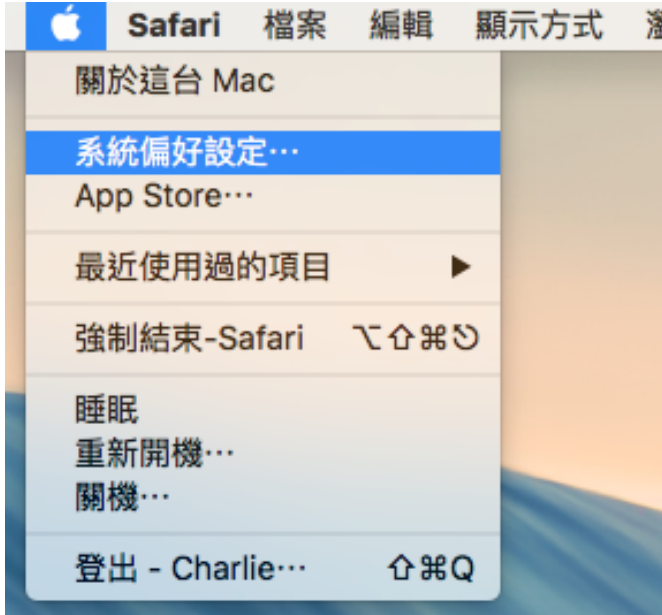 Safari 檔案 編輯 顯示方式
關於這台 Mac
系統偏好設定⋯
App Store⋯
最近使用過的項目 ▶
強制結束-Safari ⌥⇧⌘⎋
睡眠
重新開機⋯
關機⋯
登出 - Charlie⋯ ⇧⌘Q